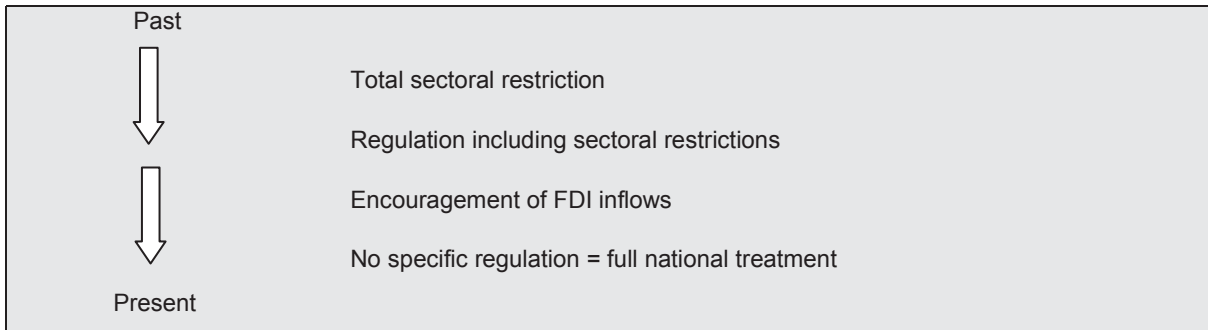 Past
Total sectoral restriction
Regulation including sectoral restrictions
Encouragement of FDI inflows
No specific regulation = full national treatment
Present